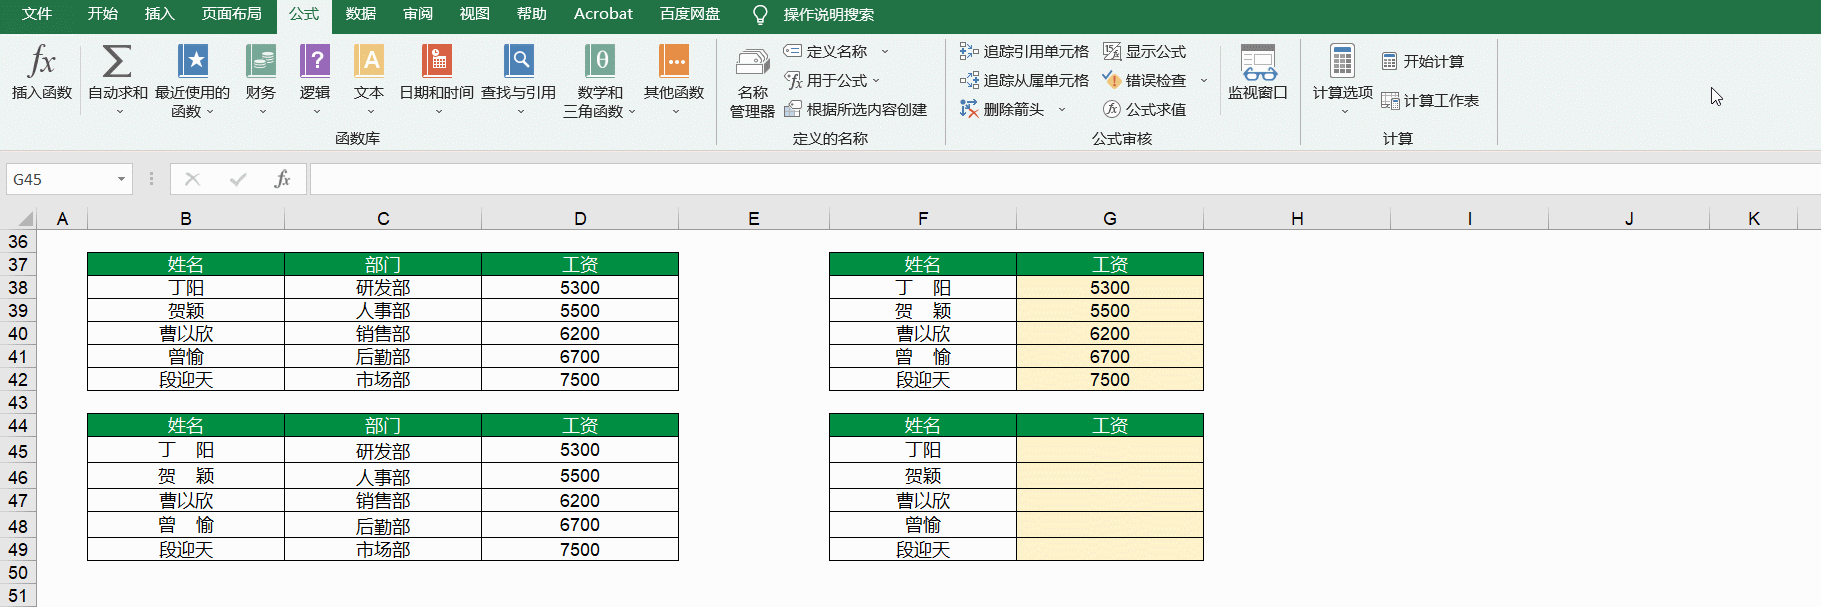 文件 开始 插入 页面布局 公式 数据 审阅 视图 帮助 Acrobat 百度网盘 操作说明搜索
fx 插入函数 自动求和 最近使用的函数 财务 逻辑 文本 日期和时间 查找与引用 数学和三角函数 其他函数
函数库
名称管理器 定义名称 用于公式 根据所选内容创建
定义的名称
追踪引用单元格 显示公式
追踪从属单元格 错误检查
删除箭头 公式求值
公式审核
监视窗口
计算选项 开始计算 计算工作表
计算
G45 fx
A B C D E F G H I J K
36
37 姓名 部门 工资 姓名 工资
38 丁阳 研发部 5300 丁 阳 5300
39 贺颖 人事部 5500 贺 颖 5500
40 曹以欣 销售部 6200 曹以欣 6200
41 曾愉 后勤部 6700 曾 愉 6700
42 段迎天 市场部 7500 段迎天 7500
43
44 姓名 部门 工资 姓名 工资
45 丁 阳 研发部 5300 丁阳
46 贺 颖 人事部 5500 贺颖
47 曹以欣 销售部 6200 曹以欣
48 曾 愉 后勤部 6700 曾愉
49 段迎天 市场部 7500 段迎天
50
51